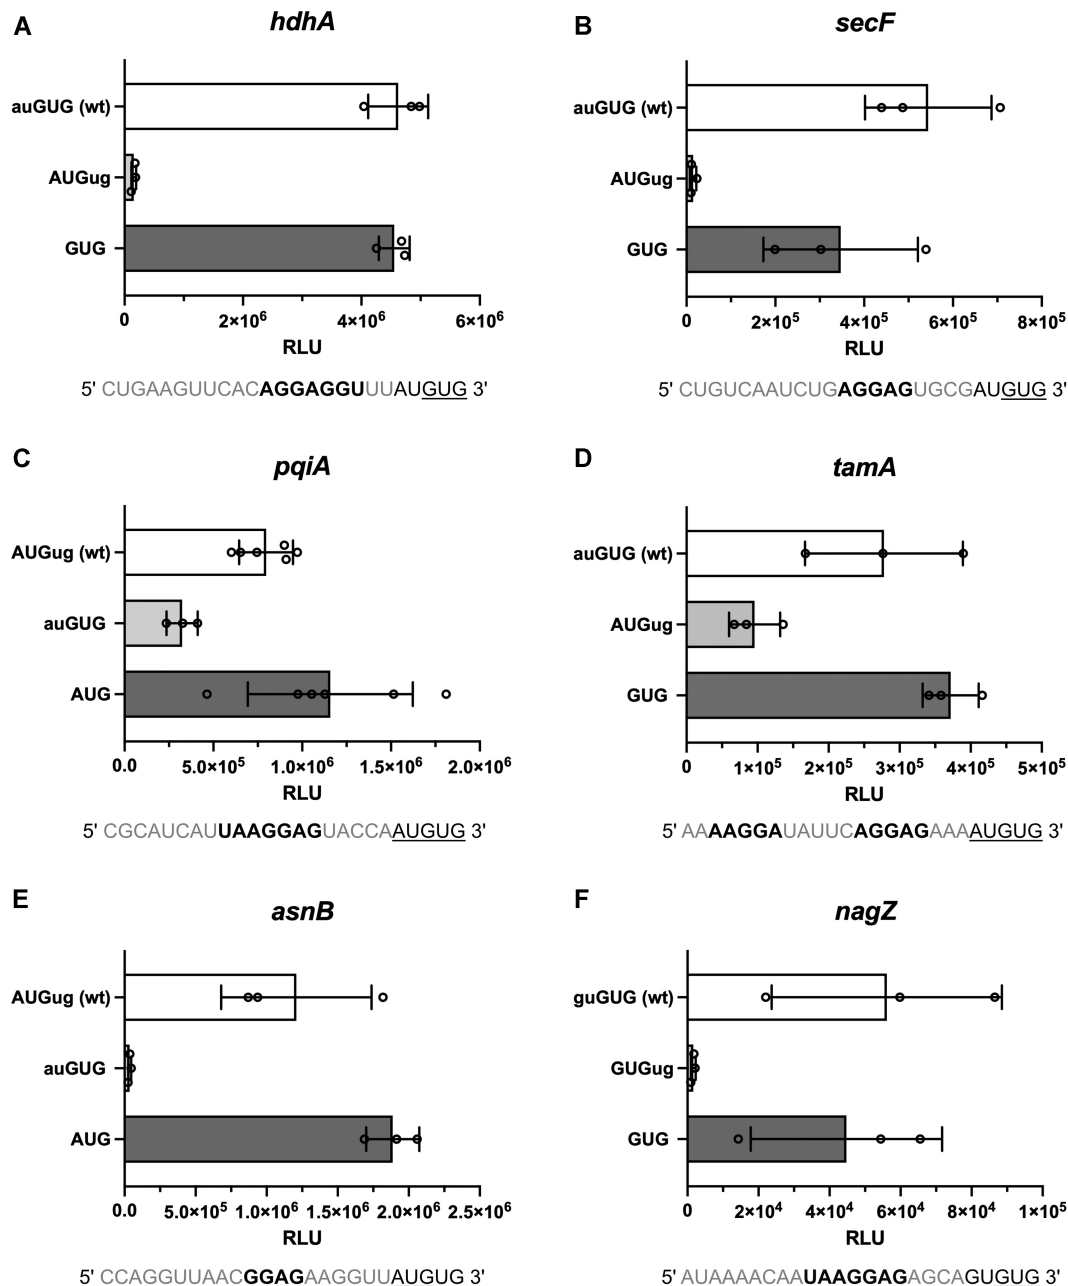 A
hdhA
auGUG (wt)
AUGug
GUG
0 2×10⁶ 4×10⁶ 6×10⁶
RLU
5' CUGAAGUUCACAGGAGGUUUAUGUG 3'
B
secF
auGUG (wt)
AUGug
GUG
0 2×10⁵ 4×10⁵ 6×10⁵ 8×10⁵
RLU
5' CUGUCAAUCUGAGGAGUGCGAUGUG 3'
C
pqiA
AUGug (wt)
auGUG
AUG
0.0 5.0×10⁵ 1.0×10⁶ 1.5×10⁶ 2.0×10⁶
RLU
5' CGCAUCAUUAAGGAGUACCAAUGUG 3'
D
tamA
auGUG (wt)
AUGug
GUG
0 1×10⁵ 2×10⁵ 3×10⁵ 4×10⁵ 5×10⁵
RLU
5' AAAAGGAUAUUCAGGAGAAAAUGUG 3'
E
asnB
AUGug (wt)
auGUG
AUG
0.0 5.0×10⁵ 1.0×10⁶ 1.5×10⁶ 2.0×10⁶ 2.5×10⁶
RLU
5' CCAGGUUAACGGAGAAGGUUAUGUG 3'
F
nagZ
guGUG (wt)
GUGug
GUG
0 2×10⁴ 4×10⁴ 6×10⁴ 8×10⁴ 1×10⁵
RLU
5' AUAAAACAAUAAGGAGAGCAGUGUG 3'